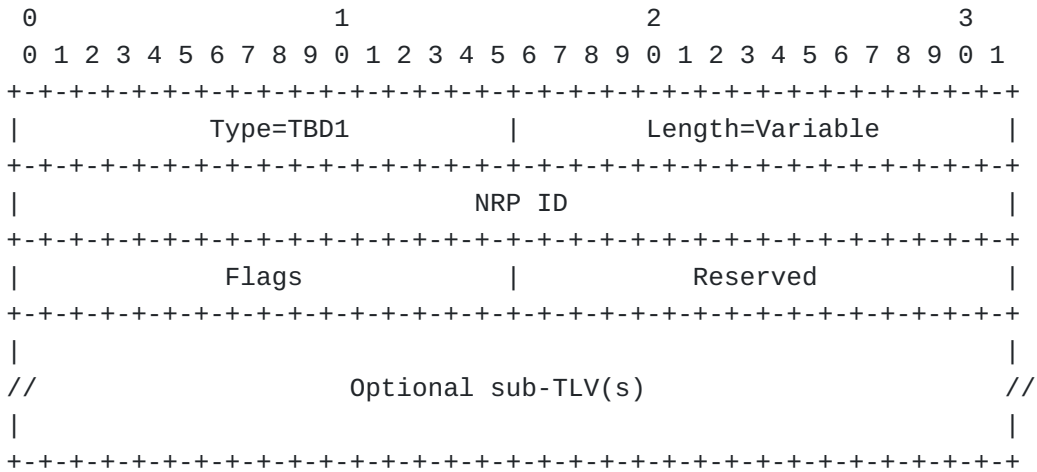 0                   1                   2                   3
 0 1 2 3 4 5 6 7 8 9 0 1 2 3 4 5 6 7 8 9 0 1 2 3 4 5 6 7 8 9 0 1
+-+-+-+-+-+-+-+-+-+-+-+-+-+-+-+-+-+-+-+-+-+-+-+-+-+-+-+-+-+-+-+-+
|            Type=TBD1          |        Length=Variable        |
+-+-+-+-+-+-+-+-+-+-+-+-+-+-+-+-+-+-+-+-+-+-+-+-+-+-+-+-+-+-+-+-+
|                             NRP ID                            |
+-+-+-+-+-+-+-+-+-+-+-+-+-+-+-+-+-+-+-+-+-+-+-+-+-+-+-+-+-+-+-+-+
|             Flags             |           Reserved            |
+-+-+-+-+-+-+-+-+-+-+-+-+-+-+-+-+-+-+-+-+-+-+-+-+-+-+-+-+-+-+-+-+
|                                                               |
//                    Optional sub-TLV(s)                       //
|                                                               |
+-+-+-+-+-+-+-+-+-+-+-+-+-+-+-+-+-+-+-+-+-+-+-+-+-+-+-+-+-+-+-+-+